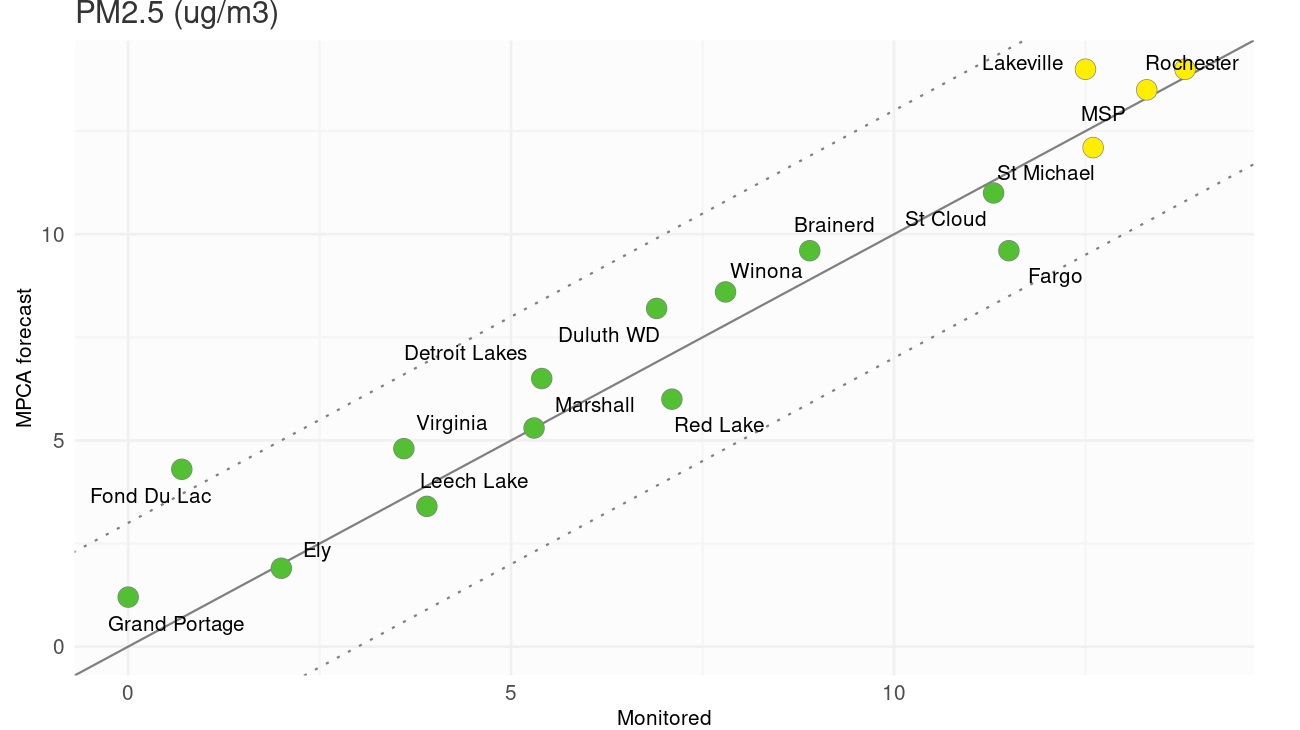 PM2.5 (ug/m3)
Lakeville
Rochester
MSP
St Michael
St Cloud
Brainerd
Fargo
Winona
Duluth WD
Detroit Lakes
Marshall
Virginia
Red Lake
Leech Lake
Fond Du Lac
Ely
Grand Portage
MPCA forecast
10
5
0
0
5
10
Monitored